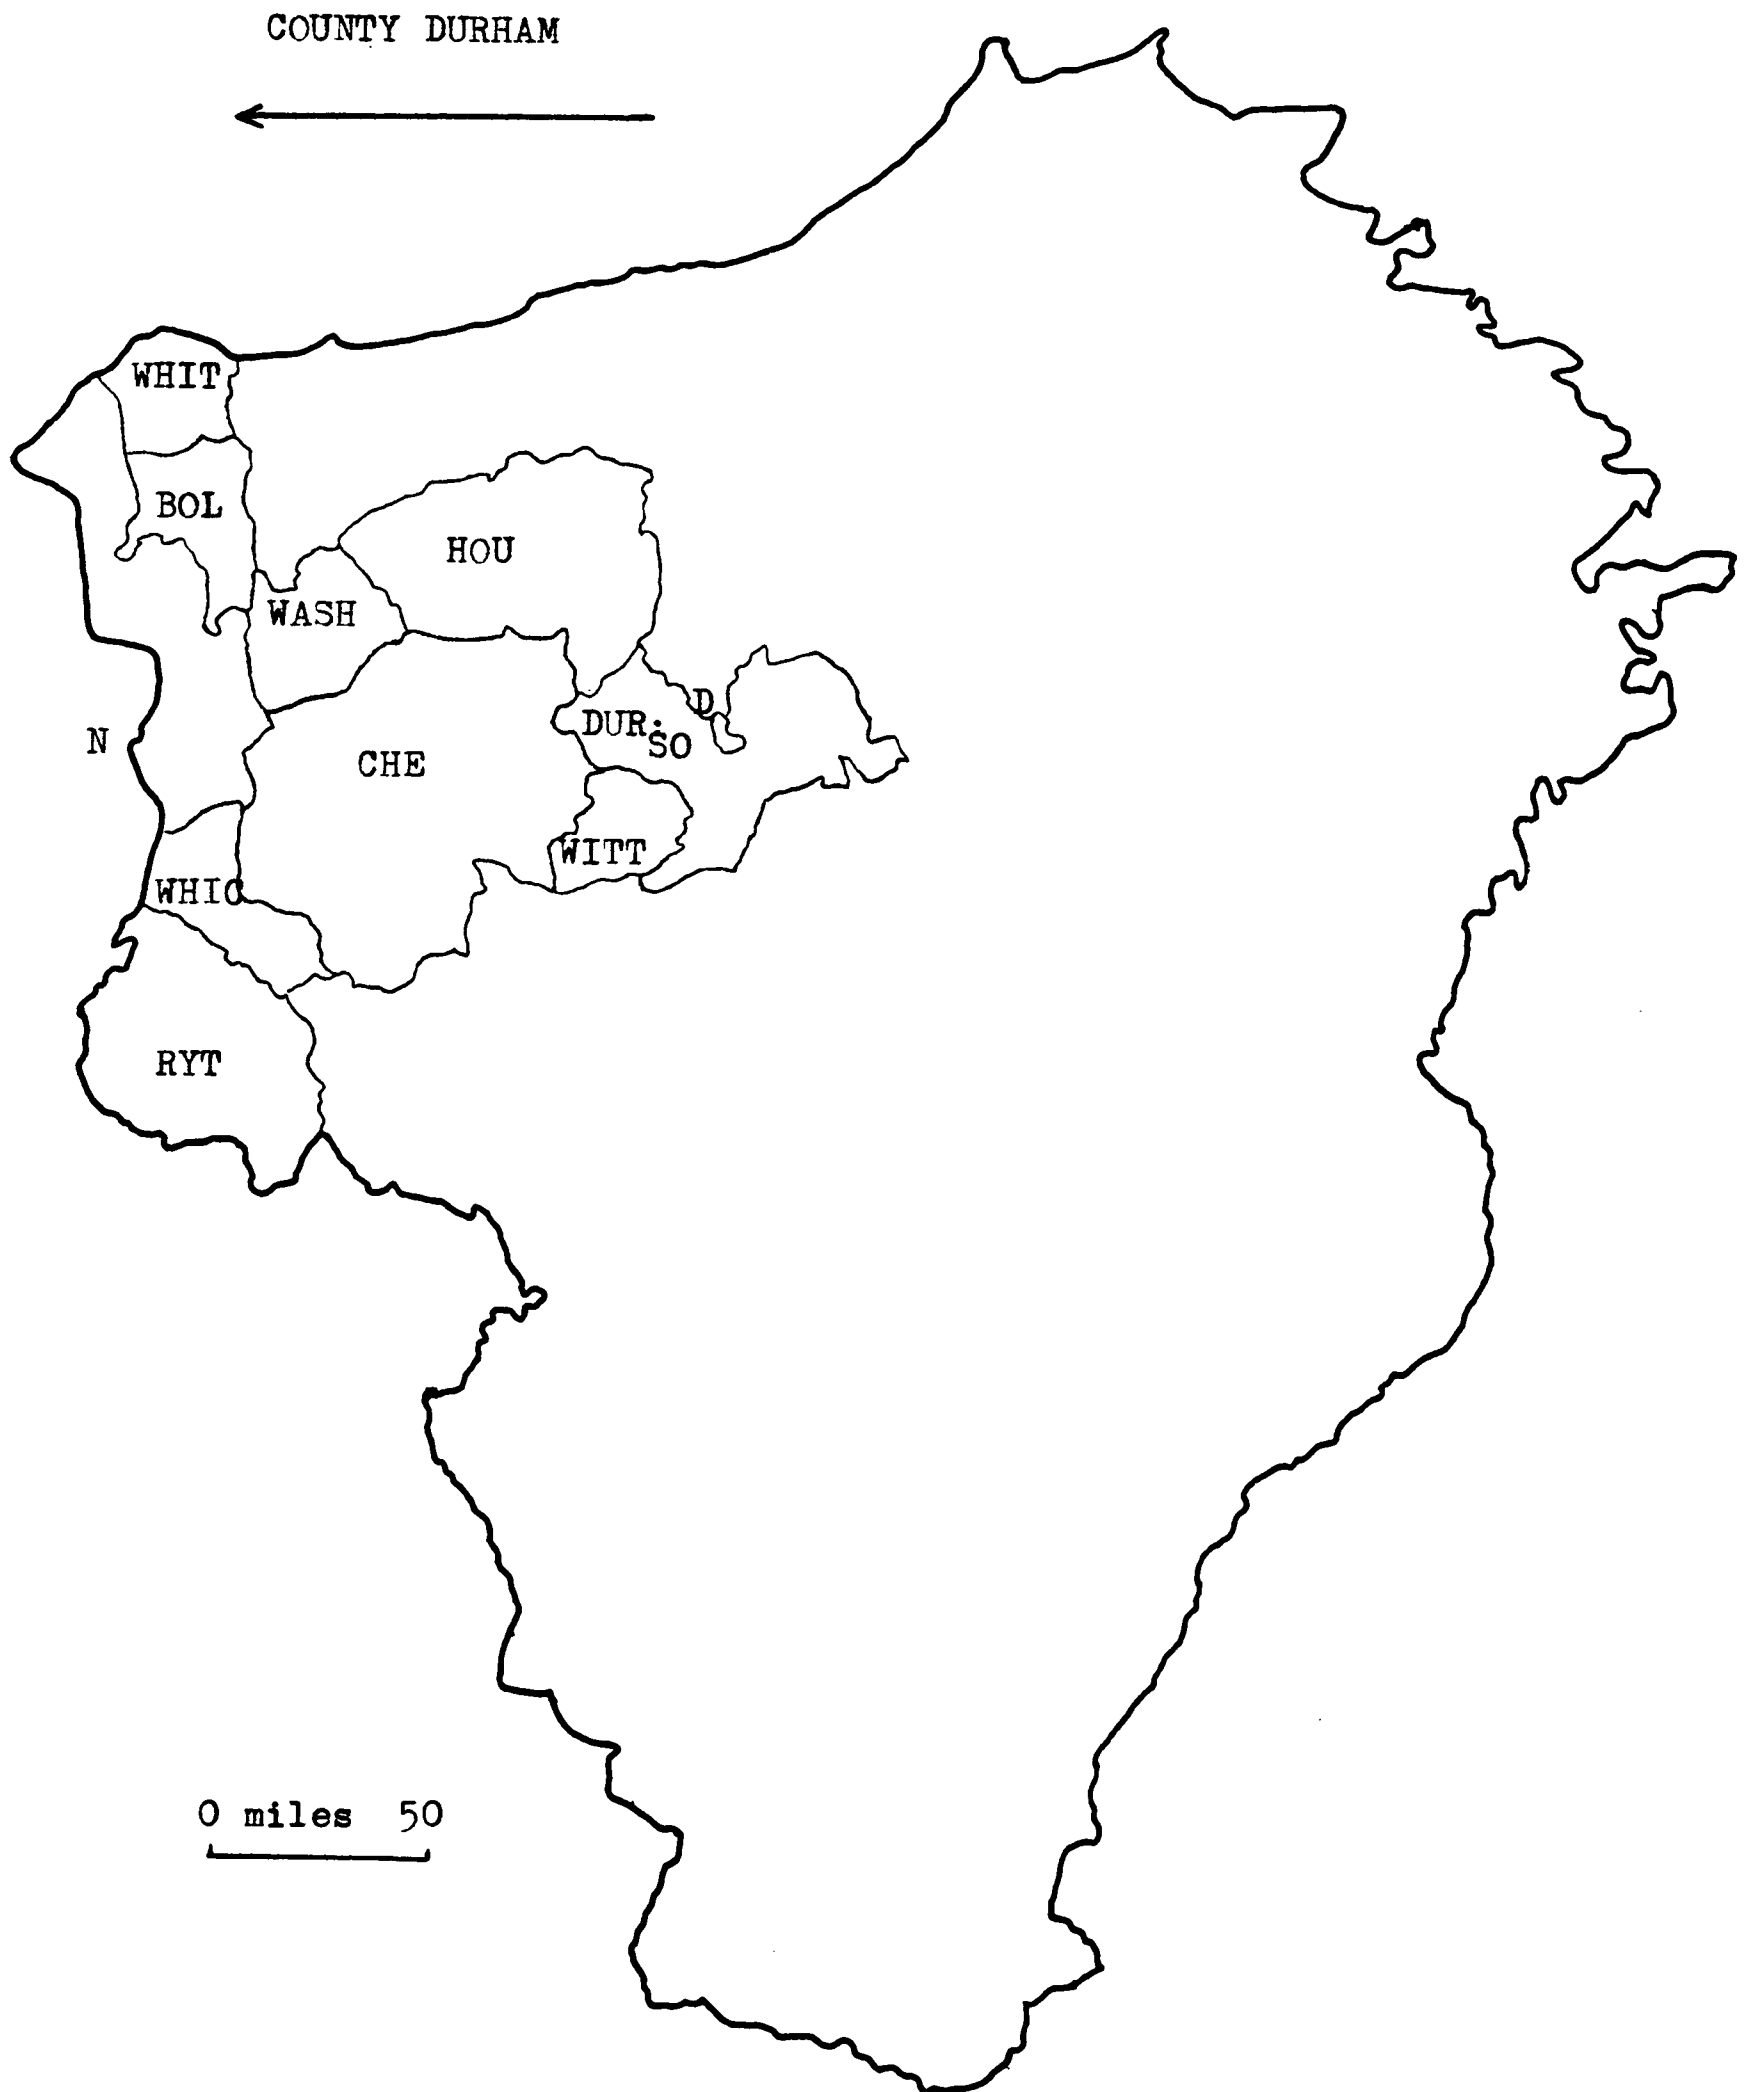 COUNTY DURHAM
WHIT
BOL
HOU
WASH
D
DUR.
SO
N
CHE
WITT
WHIC
RYT
0 miles 50